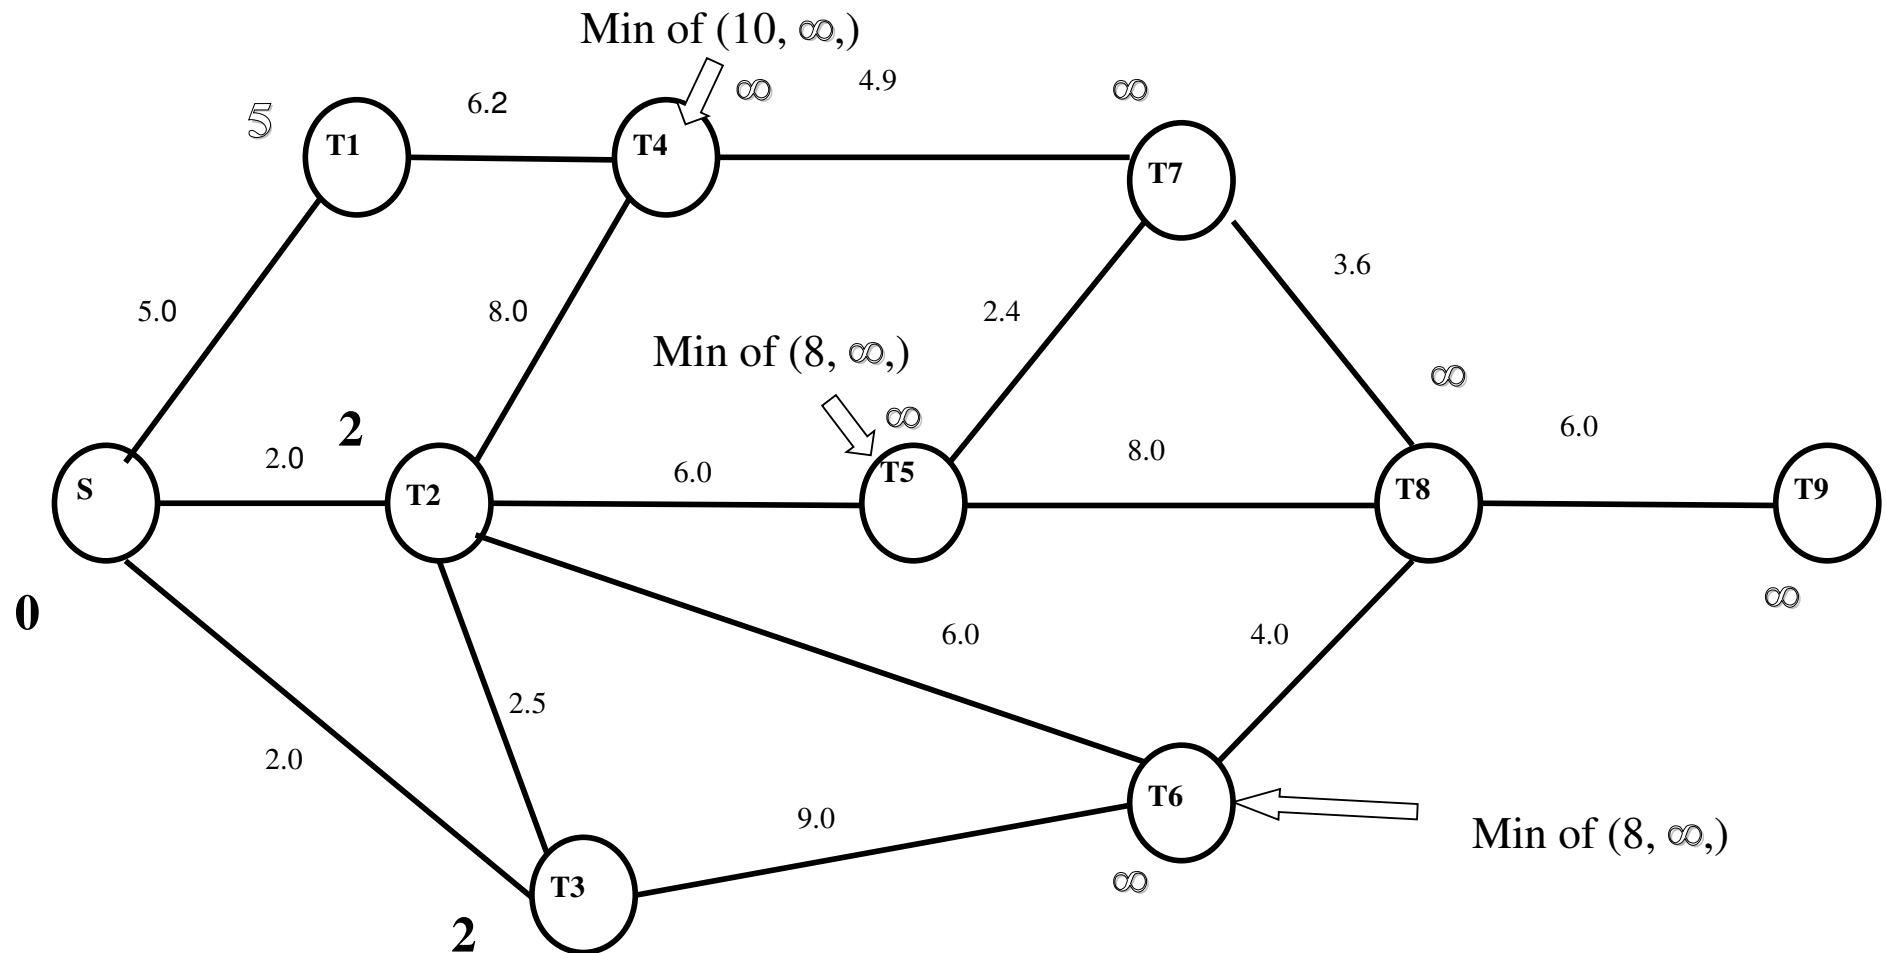 Min of (10, ∞,)
∞
4.9
∞
5
6.2
T1
T4
T7
3.6
5.0
8.0
2.4
Min of (8, ∞,)
∞
∞
2
2.0
6.0
8.0
6.0
S
T2
T5
T8
T9
0
∞
6.0
4.0
2.5
2.0
9.0
T6
Min of (8, ∞,)
T3
∞
2